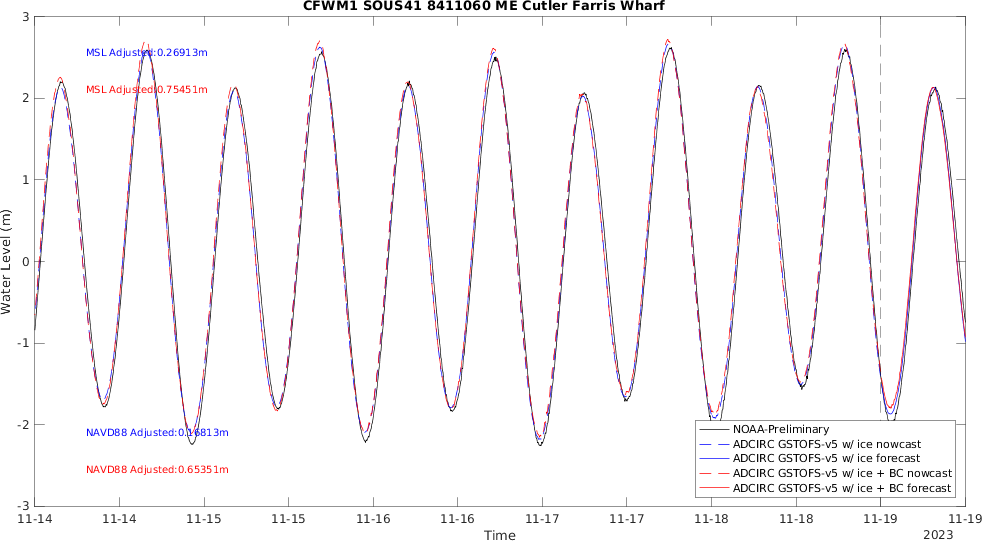 CFWM1 SOUS41 8411060 ME Cutler Farris Wharf
3
2
1
0
-1
-2
-3
Water Level (m)
MSL Adjusted:0.26913m
MSL Adjusted:0.75451m
NAVD88 Adjusted:0.16813m
NAVD88 Adjusted:0.65351m
NOAA-Preliminary
ADCIRC GSTOFS-v5 w/ ice nowcast
ADCIRC GSTOFS-v5 w/ ice forecast
ADCIRC GSTOFS-v5 w/ ice + BC nowcast
ADCIRC GSTOFS-v5 w/ ice + BC forecast
11-14 11-14 11-15 11-15 11-16 11-16 11-17 11-17 11-18 11-18 11-19 11-19
Time
2023